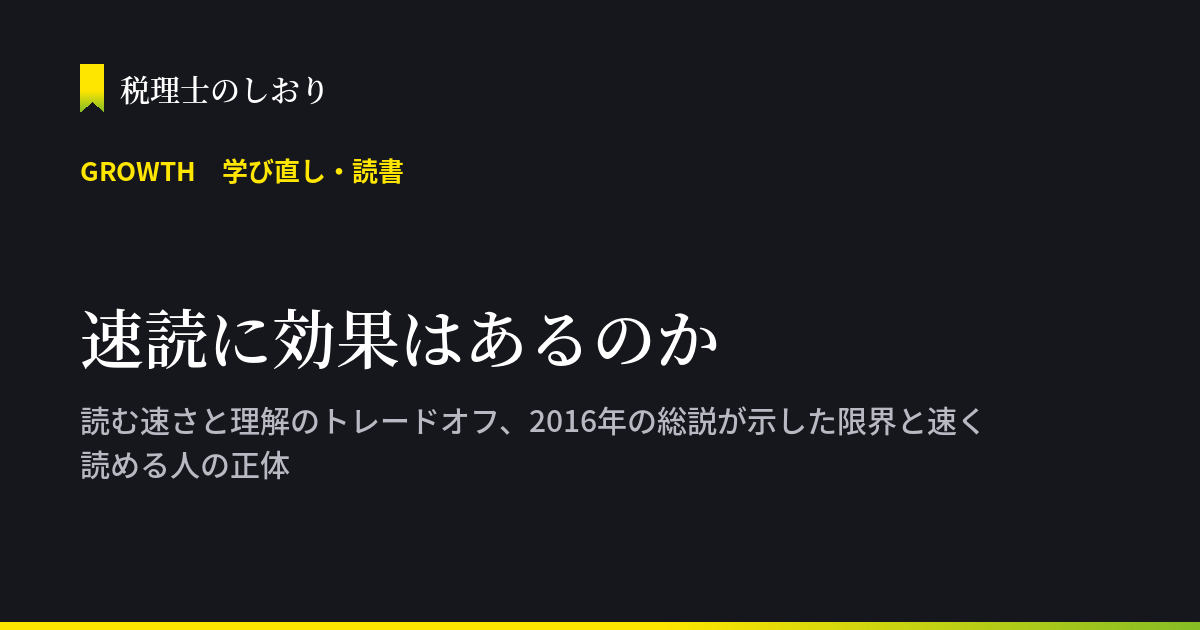 税理士のしおり
GROWTH 学び直し・読書
速読に効果はあるのか
読む速さと理解のトレードオフ、2016年の総説が示した限界と速く
読める人の正体